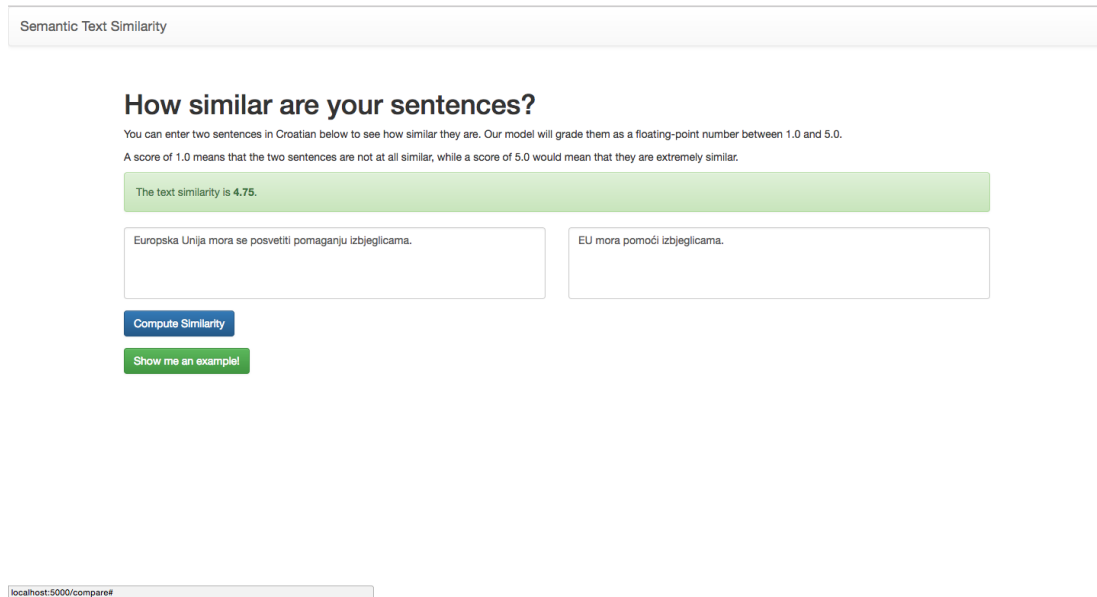 Semantic Text Similarity
How similar are your sentences?
You can enter two sentences in Croatian below to see how similar they are. Our model will grade them as a floating-point number between 1.0 and 5.0.
A score of 1.0 means that the two sentences are not at all similar, while a score of 5.0 would mean that they are extremely similar.
The text similarity is 4.75.
Europska Unija mora se posvetiti pomaganju izbjeglicama.
EU mora pomoći izbjeglicama.
Compute Similarity
Show me an example!
localhost:5000/compare#